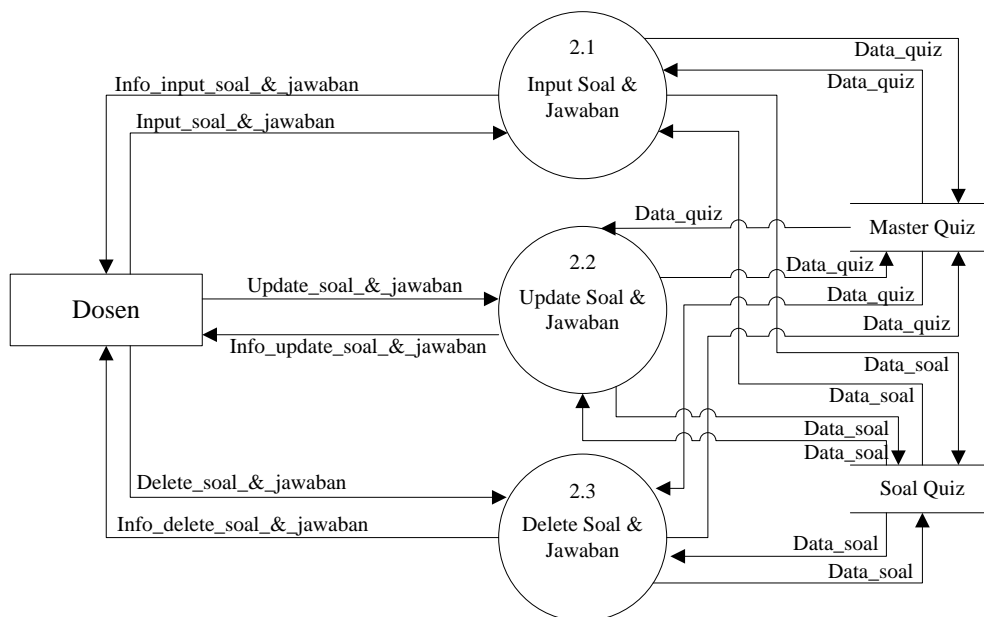 2.1
Input Soal &
Jawaban
Data_quiz
Data_quiz
Info_input_soal_&_jawaban
Input_soal_&_jawaban
Data_quiz
Master Quiz
2.2
Update Soal &
Jawaban
Data_quiz
Data_quiz
Data_quiz
Dosen
Update_soal_&_jawaban
Info_update_soal_&_jawaban
Data_soal
Data_soal
Data_soal
Data_soal
Soal Quiz
2.3
Delete Soal &
Jawaban
Delete_soal_&_jawaban
Info_delete_soal_&_jawaban
Data_soal
Data_soal